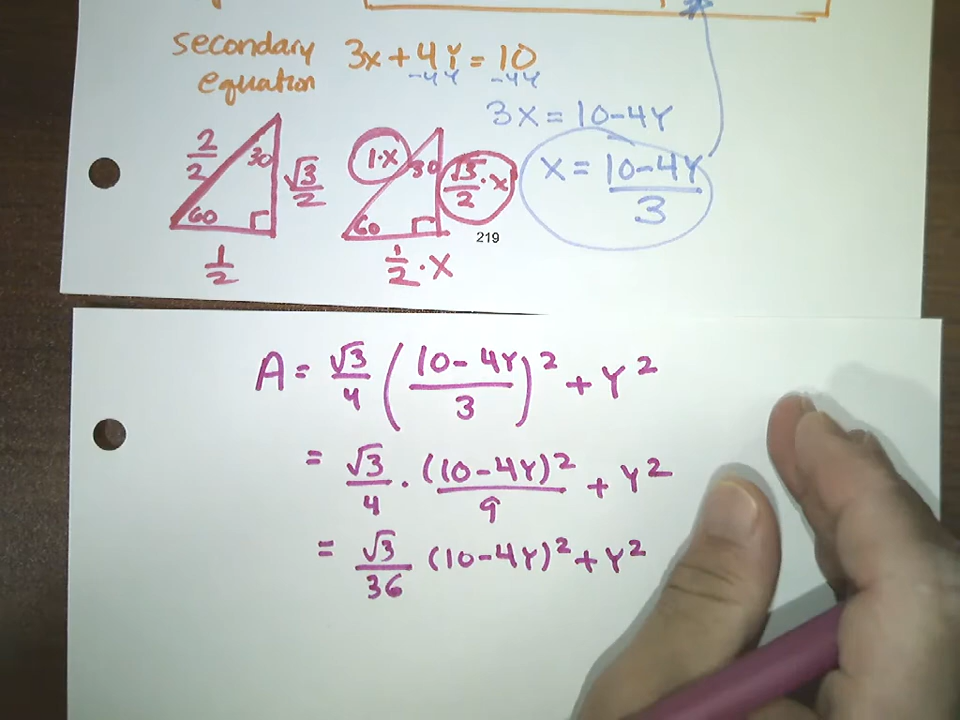 secondary 3x+4Y=10
equation -4Y -4Y
3X=10-4Y
X=(10-4Y)/3
2/2 30 √3/2 60 1/2
1·X 30 √3/2·X 60 1/2·X
219
A=√3/4((10-4Y)/3)²+Y²
=√3/4·(10-4Y)²/9+Y²
=√3/36(10-4Y)²+Y²